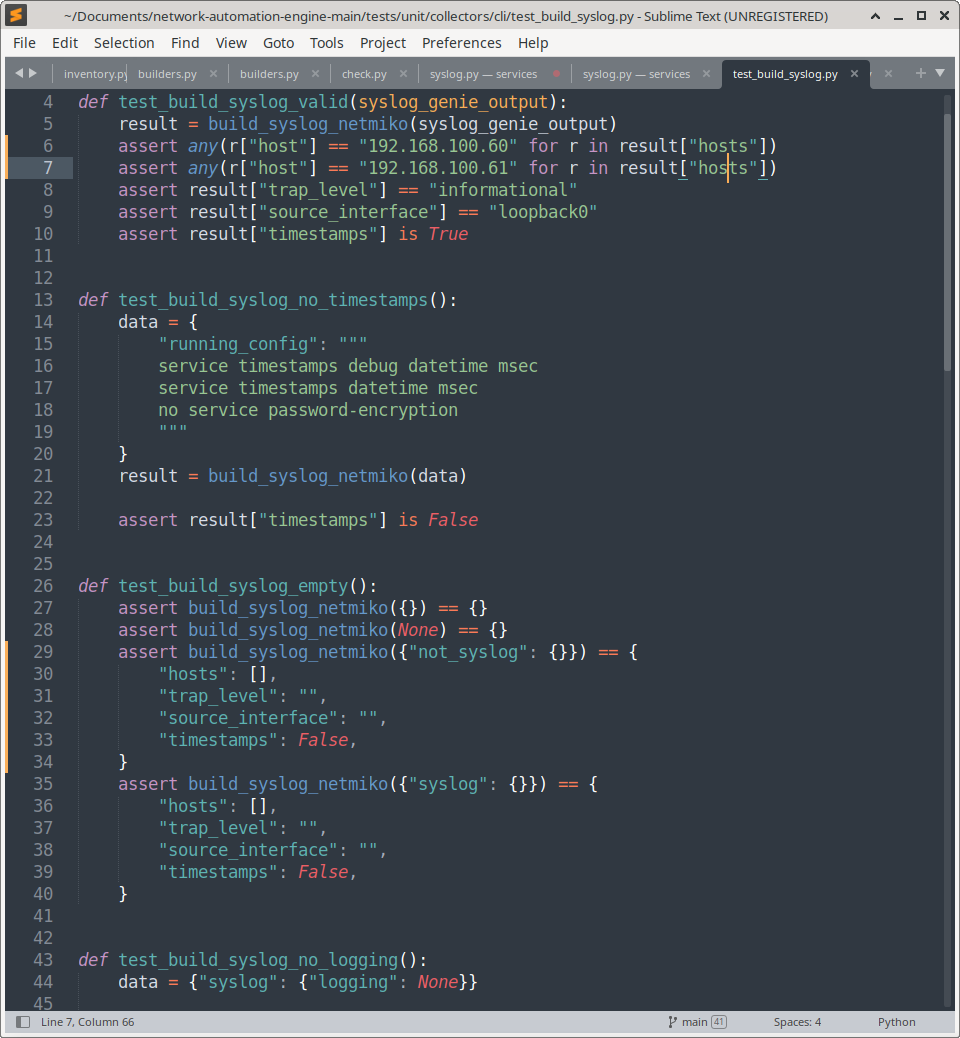 ~/Documents/network-automation-engine-main/tests/unit/collectors/cli/test_build_syslog.py - Sublime Text (UNREGISTERED)
File Edit Selection Find View Goto Tools Project Preferences Help
inventory.py builders.py builders.py check.py syslog.py — services syslog.py — services test_build_syslog.py
4 def test_build_syslog_valid(syslog_genie_output):
5     result = build_syslog_netmiko(syslog_genie_output)
6     assert any(r["host"] == "192.168.100.60" for r in result["hosts"])
7     assert any(r["host"] == "192.168.100.61" for r in result["hosts"])
8     assert result["trap_level"] == "informational"
9     assert result["source_interface"] == "loopback0"
10     assert result["timestamps"] is True
11
12
13 def test_build_syslog_no_timestamps():
14     data = {
15         "running_config": """
16         service timestamps debug datetime msec
17         service timestamps datetime msec
18         no service password-encryption
19         """
20     }
21     result = build_syslog_netmiko(data)
22
23     assert result["timestamps"] is False
24
25
26 def test_build_syslog_empty():
27     assert build_syslog_netmiko({}) == {}
28     assert build_syslog_netmiko(None) == {}
29     assert build_syslog_netmiko({"not_syslog": {}}) == {
30         "hosts": [],
31         "trap_level": "",
32         "source_interface": "",
33         "timestamps": False,
34     }
35     assert build_syslog_netmiko({"syslog": {}}) == {
36         "hosts": [],
37         "trap_level": "",
38         "source_interface": "",
39         "timestamps": False,
40     }
41
42
43 def test_build_syslog_no_logging():
44     data = {"syslog": {"logging": None}}
45
Line 7, Column 66 main 41 Spaces: 4 Python